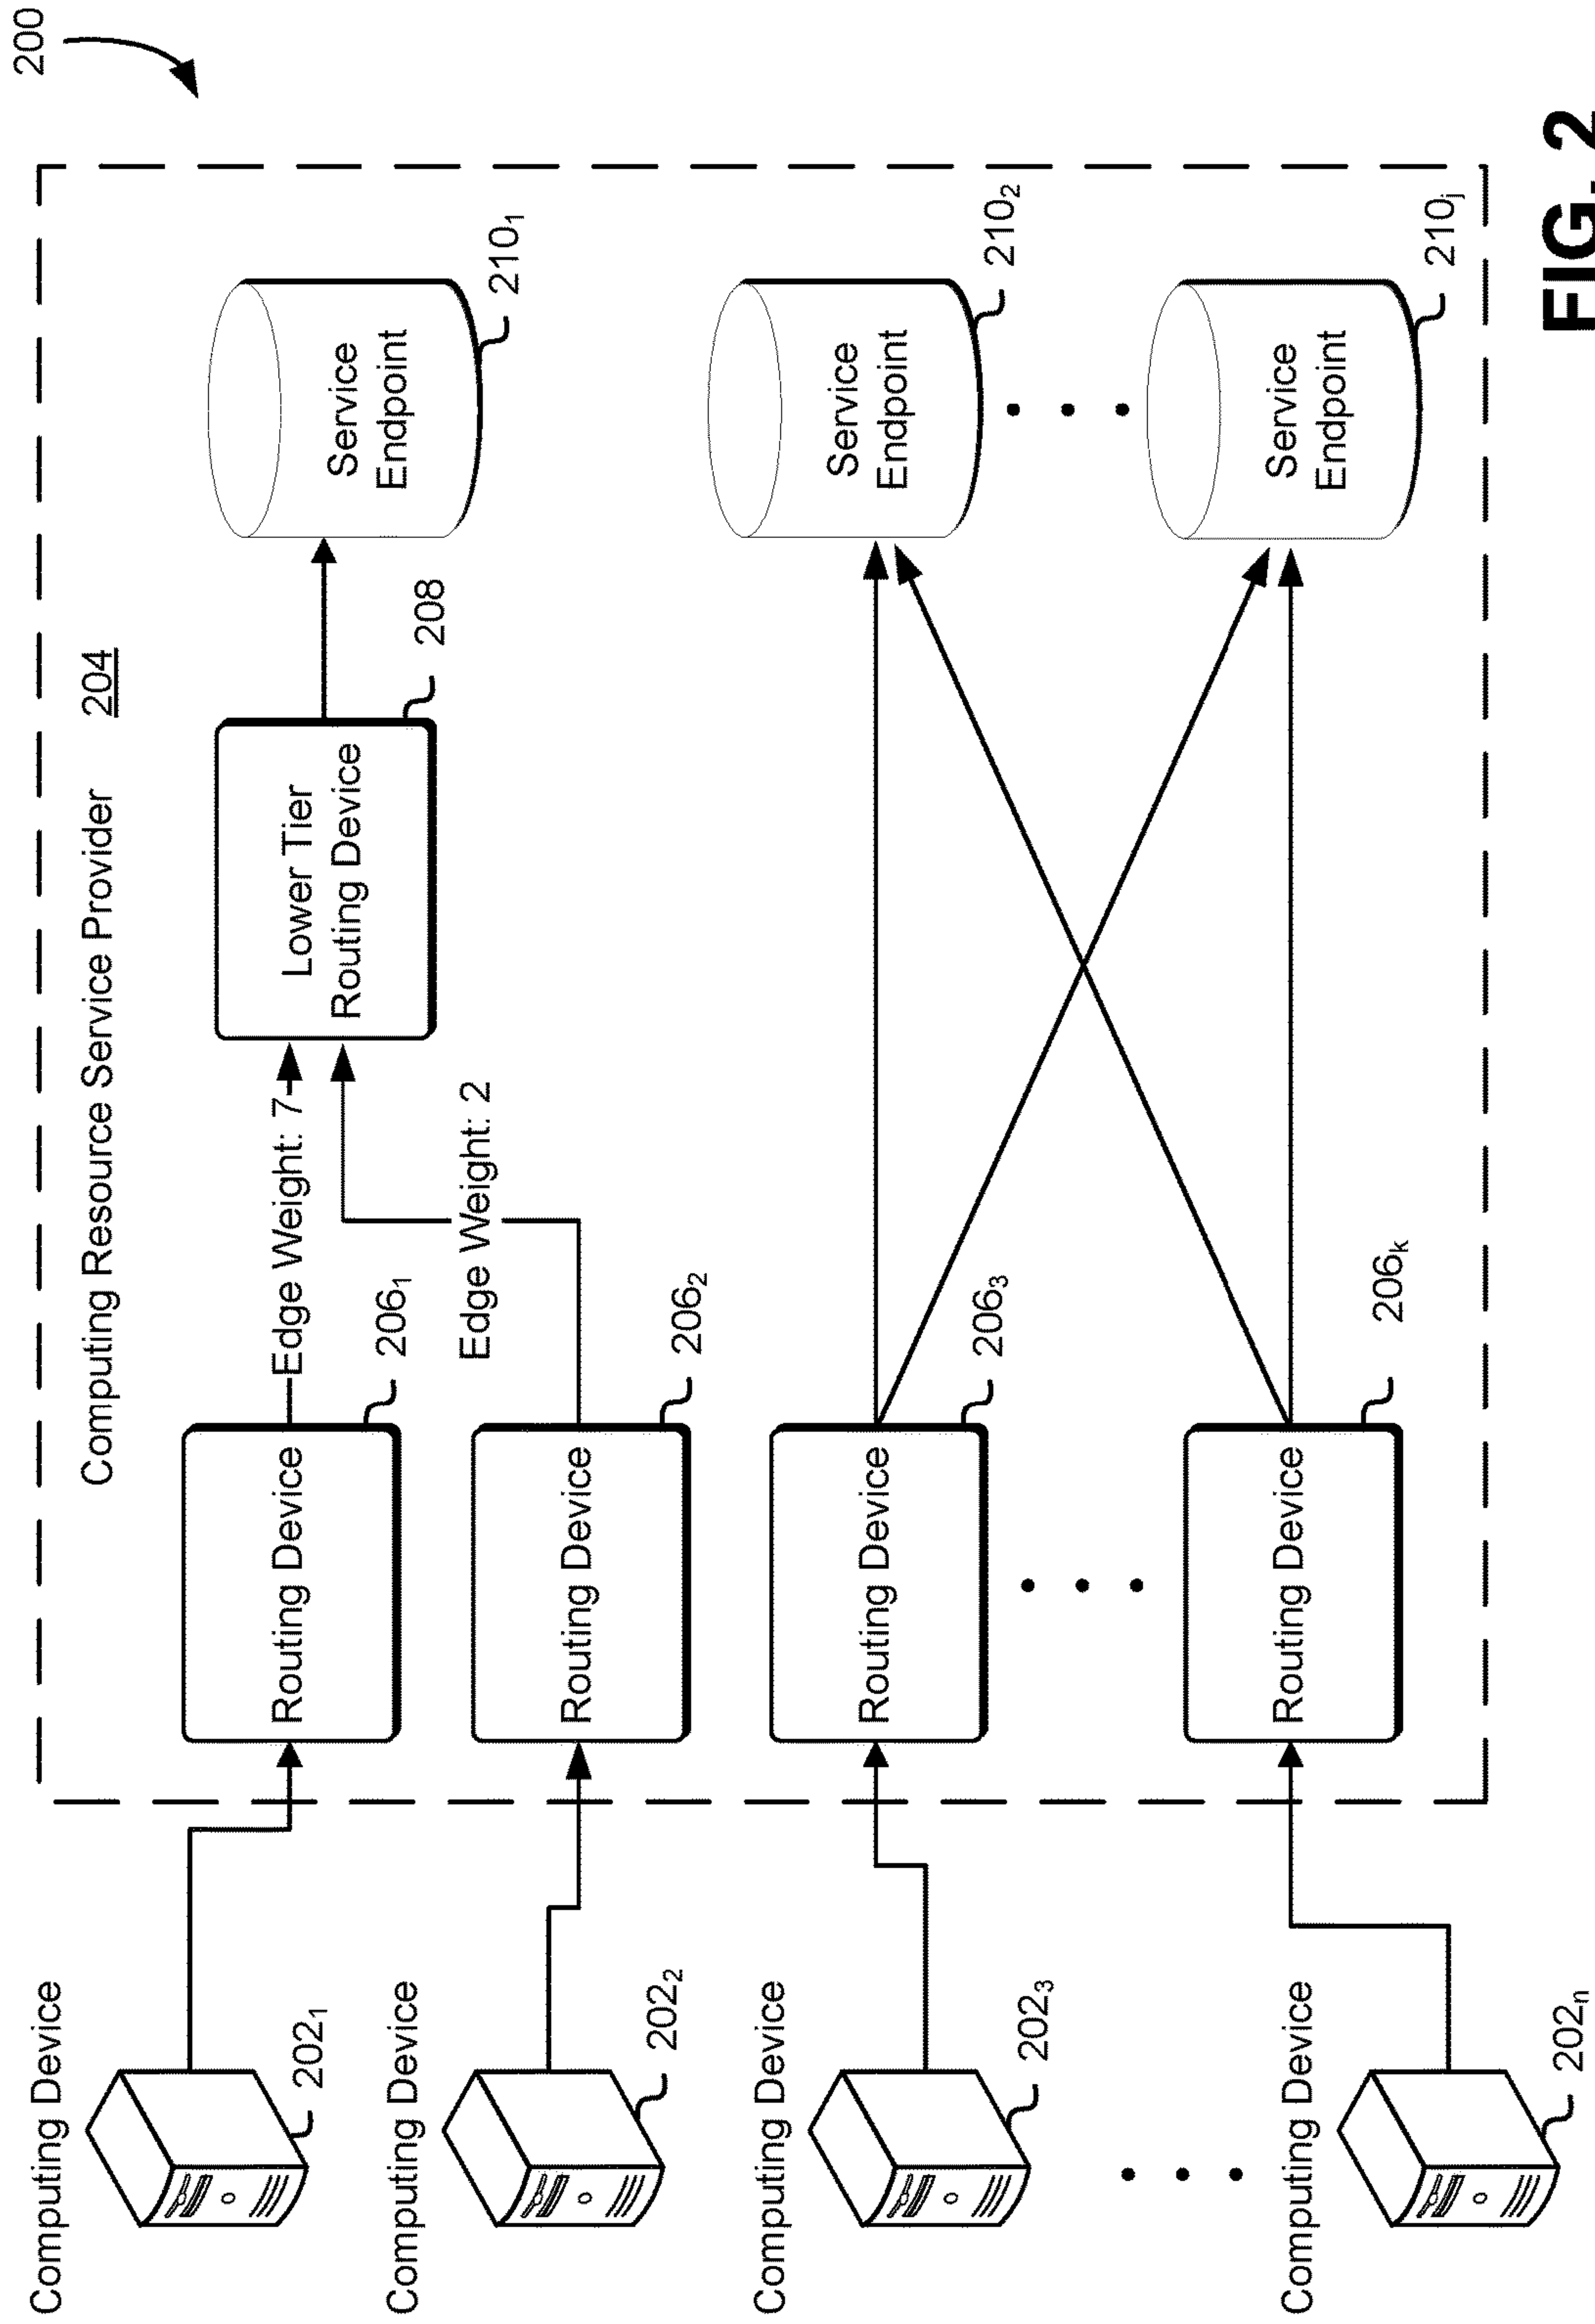 200
Computing Resource Service Provider 204
Computing Device
202₁
Routing Device
206₁
Edge Weight: 7
Lower Tier
Routing Device
208
Service
Endpoint
210₁
Computing Device
202₂
Routing Device
206₂
Edge Weight: 2
Computing Device
202₃
Routing Device
206₃
Service
Endpoint
210₂
Computing Device
202ₙ
Routing Device
206ₖ
Service
Endpoint
210ⱼ
FIG. 2